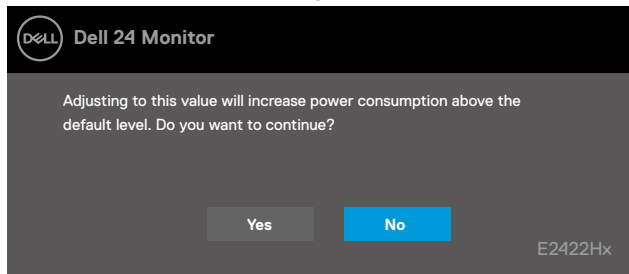 DELL Dell 24 Monitor
Adjusting to this value will increase power consumption above the
default level. Do you want to continue?
Yes No
E2422Hx